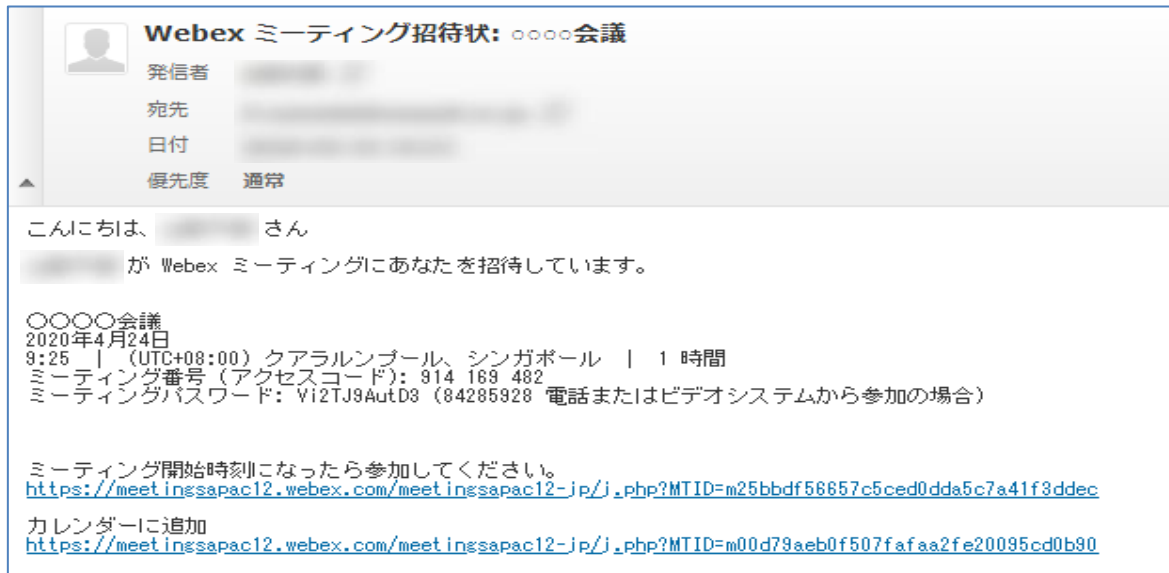 Webex ミーティング招待状: ○○○○会議
発信者
宛先
日付
優先度 通常
こんにちは、 さん
が Webex ミーティングにあなたを招待しています。
○○○○会議
2020年4月24日
9:25 | (UTC+08:00) クアラルンプール、シンガポール | 1 時間
ミーティング番号 (アクセスコード): 914 169 482
ミーティングパスワード: Vi2TJ9AutD3 (84285928 電話またはビデオシステムから参加の場合)
ミーティング開始時刻になったら参加してください。
https://meetingsapac12.webex.com/meetingsapac12-jp/j.php?MTID=m25bbdf56657c5ced0dda5c7a41f3ddec
カレンダーに追加
https://meetingsapac12.webex.com/meetingsapac12-jp/j.php?MTID=m00d79aeb0f507fafaa2fe20095cd0b90